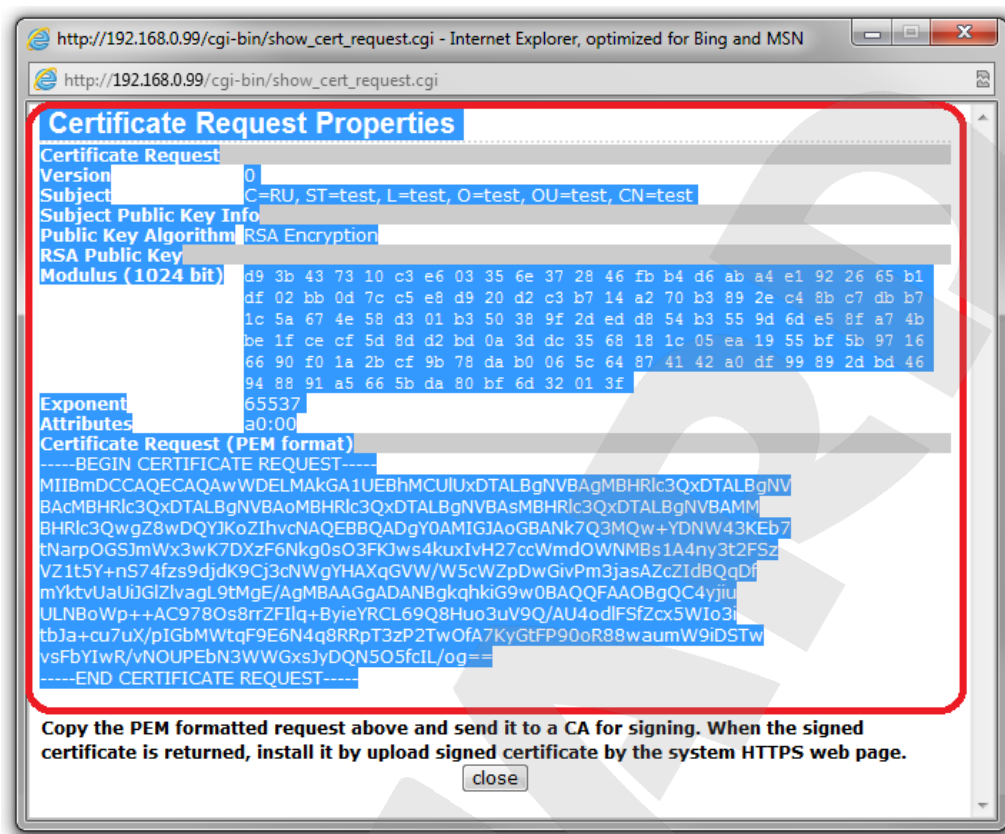 http://192.168.0.99/cgi-bin/show_cert_request.cgi - Internet Explorer, optimized for Bing and MSN
http://192.168.0.99/cgi-bin/show_cert_request.cgi
Certificate Request Properties
Certificate Request
Version 0
Subject C=RU, ST=test, L=test, O=test, OU=test, CN=test
Subject Public Key Info
Public Key Algorithm RSA Encryption
RSA Public Key
Modulus (1024 bit) d9 3b 43 73 10 c3 e6 03 35 6e 37 28 46 fb b4 d6 ab a4 e1 92 26 65 b1
df 02 bb 0d 7c c5 e8 d9 20 d2 c3 b7 14 a2 70 b3 89 2e c4 8b c7 db b7
1c 5a 67 4e 58 d3 01 b3 50 38 9f 2d ed d8 54 b3 55 9d 6d e5 8f a7 4b
be 1f ce cf 5d 8d d2 bd 0a 3d dc 35 68 18 1c 05 ea 19 55 bf 5b 97 16
66 90 f0 1a 2b cf 9b 78 da b0 06 5c 64 87 41 42 a0 df 99 89 2d bd 46
94 88 91 a5 66 5b da 80 bf 6d 32 01 3f
Exponent 65537
Attributes a0:00
Certificate Request (PEM format)
-----BEGIN CERTIFICATE REQUEST-----
MIIBmDCCAQECAQAwWDELMAkGA1UEBhMCUlUxDTALBgNVBAgMBHRlc3QxDTALBgNV
BAcMBHRlc3QxDTALBgNVBAoMBHRlc3QxDTALBgNVBAsMBHRlc3QxDTALBgNVBAMM
BHRlc3QwgZ8wDQYJKoZIhvcNAQEBBQADgY0AMIGJAoGBANk7Q3MQw+YDNW43KEb7
tNarpOGSJmWx3wK7DXzF6Nkg0sO3FKJws4kuxIvH27ccWmdOWNMBs1A4ny3t2FSz
VZ1t5Y+nS74fzs9djdK9Cj3cNWgYHAXqGVW/W5cWZpDwGivPm3jasAZcZIdBQqDf
mYktvUaUiJGlZlvagL9tMgE/AgMBAAGgADANBgkqhkiG9w0BAQQFAAOBgQC4yjiu
ULNBoWp++AC978Os8rrZFIlq+ByieYRCL69Q8Huo3uV9Q/AU4odlFSfZcx5WIo3i
tbJa+cu7uX/pIGbMWtqF9E6N4q8RRpT3zP2TwOfA7KyGtFP90oR88waumW9iDSTw
vsFbYIwR/vNOUPEbN3WWGxsJyDQN5O5fcIL/og==
-----END CERTIFICATE REQUEST-----
Copy the PEM formatted request above and send it to a CA for signing. When the signed
certificate is returned, install it by upload signed certificate by the system HTTPS web page.
close